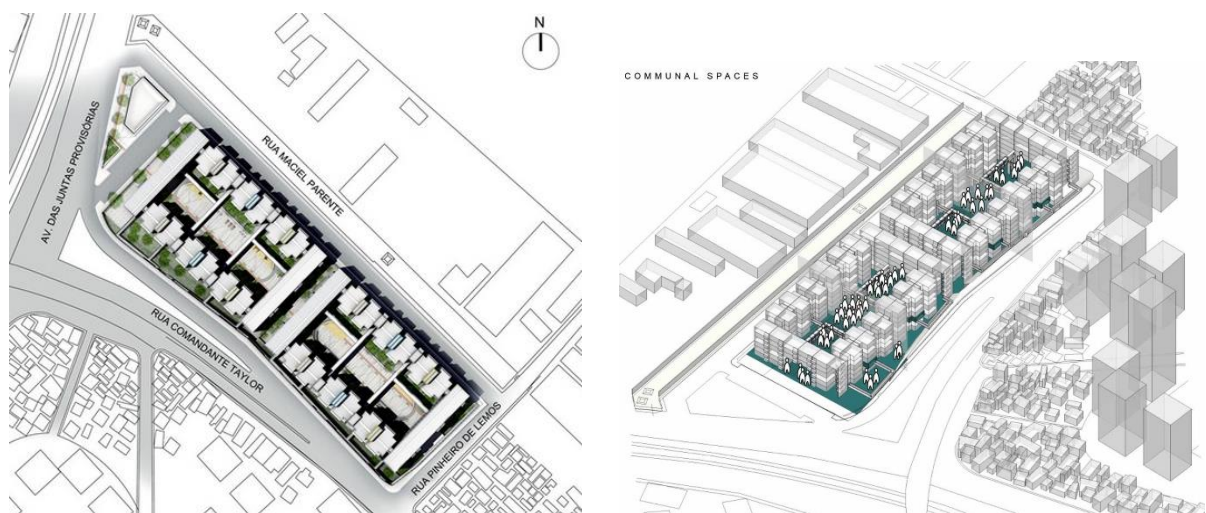 N
COMMUNAL SPACES
AV. DAS JUNTAS PROVISÓRIAS
RUA MACIEL PARENTE
RUA COMANDANTE TAYLOR
RUA PINHEIRO DE LEMOS